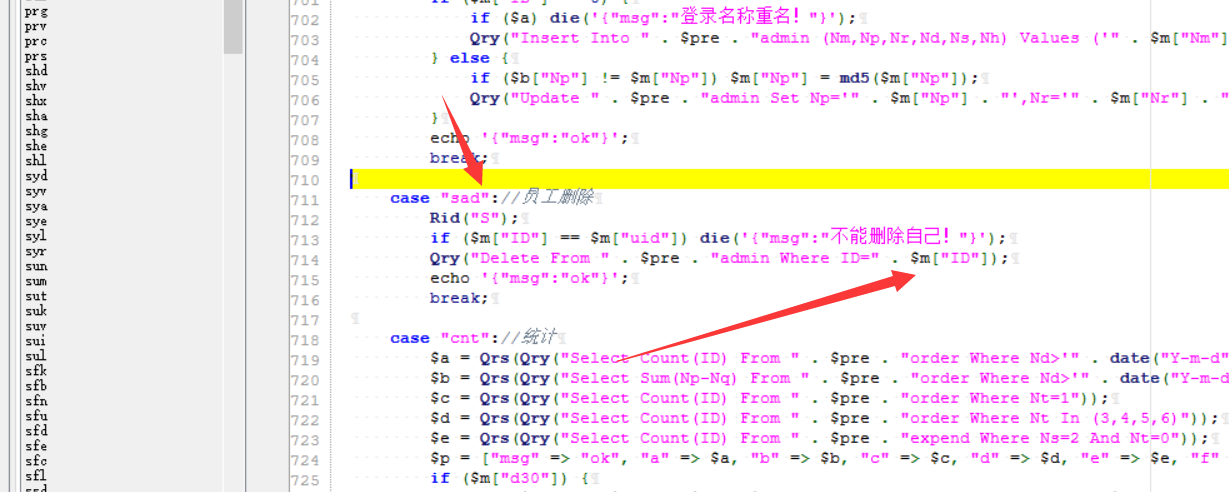 prg
prv
prc
prs
shd
shv
shx
sha
shg
she
shl
syd
syv
sya
sye
syl
syr
sun
sum
sut
suk
suv
sui
sul
sfk
sfb
sfn
sfu
sfd
sfe
sfc
sfl
702 if ($a) die('{"msg":"登录名称重名！"}');
703 Qry("Insert Into " . $pre . "admin (Nm,Np,Nr,Nd,Ns,Nh) Values ('" . $m["Nm"]
704 } else {
705 if ($b["Np"] != $m["Np"]) $m["Np"] = md5($m["Np"]);
706 Qry("Update " . $pre . "admin Set Np='" . $m["Np"] . "',Nr='" . $m["Nr"] . "
707 }
708 echo '{"msg":"ok"}';
709 break;
710
711 case "sad"://员工删除
712 Rid("S");
713 if ($m["ID"] == $m["uid"]) die('{"msg":"不能删除自己！"}');
714 Qry("Delete From " . $pre . "admin Where ID=" . $m["ID"]);
715 echo '{"msg":"ok"}';
716 break;
717
718 case "cnt"://统计
719 $a = Qrs(Qry("Select Count(ID) From " . $pre . "order Where Nd>'" . date("Y-m-d"
720 $b = Qrs(Qry("Select Sum(Np-Nq) From " . $pre . "order Where Nd>'" . date("Y-m-d
721 $c = Qrs(Qry("Select Count(ID) From " . $pre . "order Where Nt=1"));
722 $d = Qrs(Qry("Select Count(ID) From " . $pre . "order Where Nt In (3,4,5,6)"));
723 $e = Qrs(Qry("Select Count(ID) From " . $pre . "expend Where Ns=2 And Nt=0"));
724 $p = ["msg" => "ok", "a" => $a, "b" => $b, "c" => $c, "d" => $d, "e" => $e, "f"
725 if ($m["d30"]) {